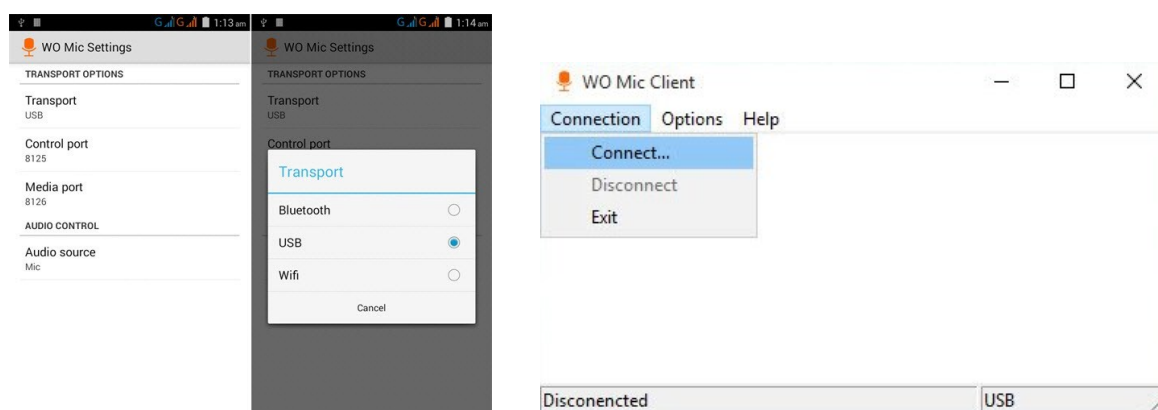 G G 1:13 am
WO Mic Settings
TRANSPORT OPTIONS
Transport
USB
Control port
8125
Media port
8126
AUDIO CONTROL
Audio source
Mic
G G 1:14 am
WO Mic Settings
TRANSPORT OPTIONS
Transport
USB
Control port
Transport
Bluetooth
USB
Wifi
Cancel
WO Mic Client
Connection Options Help
Connect...
Disconnect
Exit
Disconencted USB